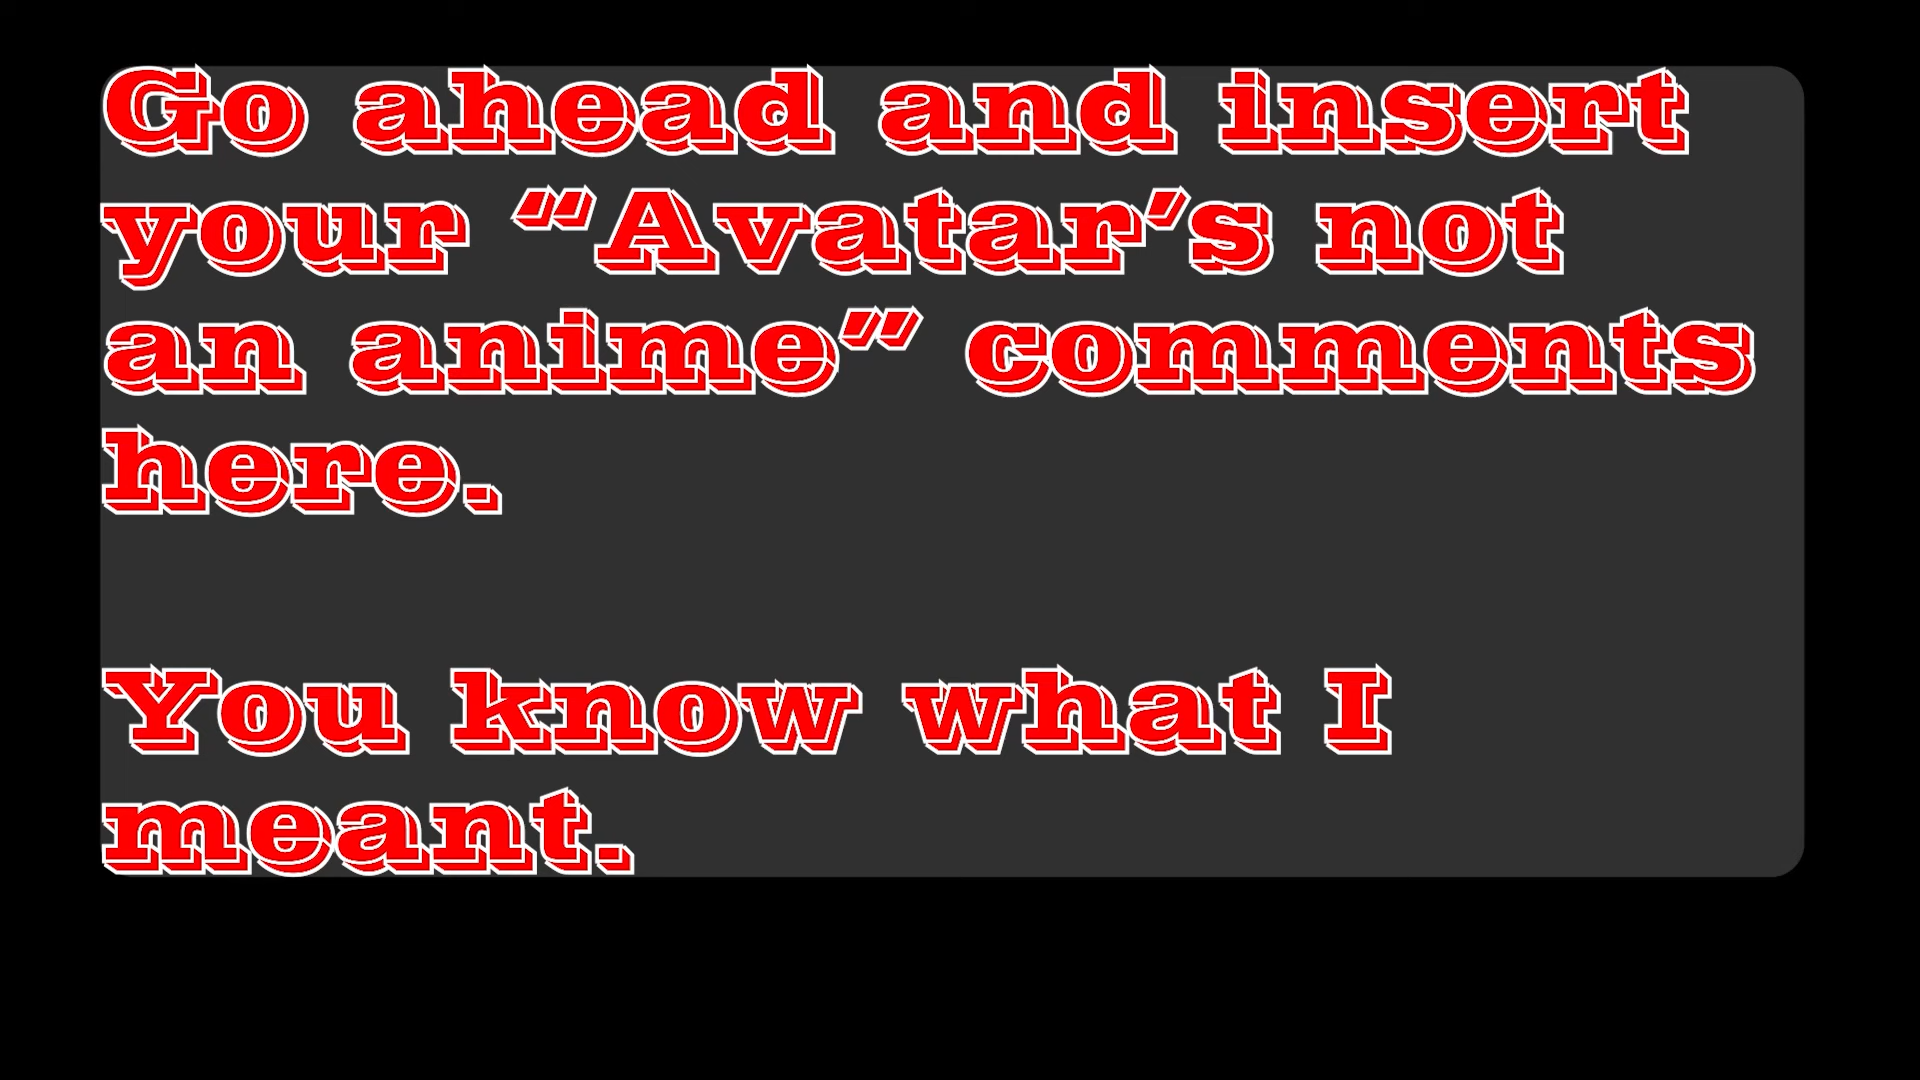 Go ahead and insert
your “Avatar’s not
an anime” comments
here.
You know what I
meant.